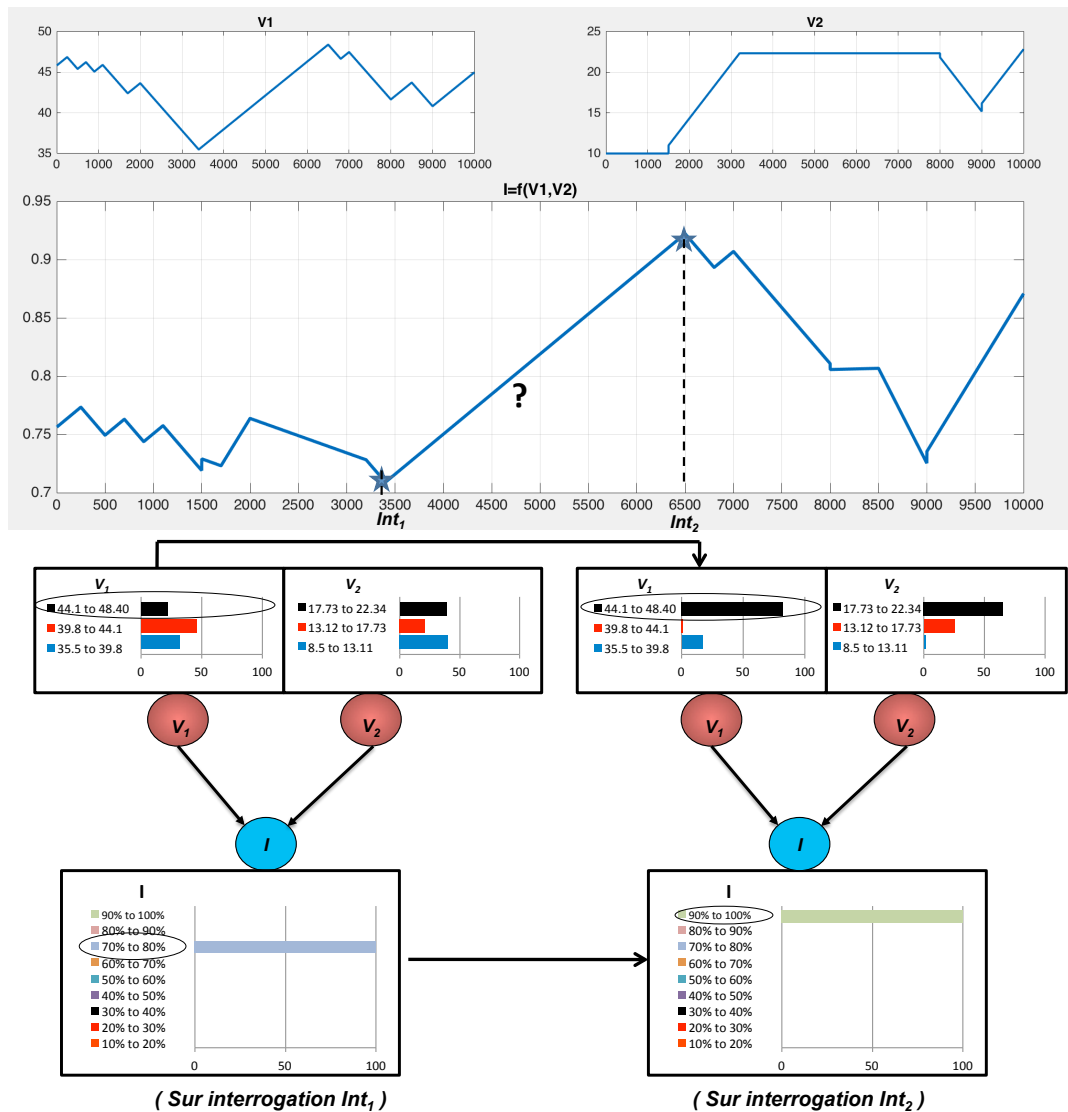 V1
50
45
40
35
0 1000 2000 3000 4000 5000 6000 7000 8000 9000 10000
V2
25
20
15
10
0 1000 2000 3000 4000 5000 6000 7000 8000 9000 10000
I=f(V1,V2)
0.95
0.9
0.85
0.8
0.75
0.7
?
0 500 1000 1500 2000 2500 3000 3500 4000 4500 5000 5500 6000 6500 7000 7500 8000 8500 9000 9500 10000
Int1 Int2
V1
44.1 to 48.40
39.8 to 44.1
35.5 to 39.8
0 50 100
V2
17.73 to 22.34
13.12 to 17.73
8.5 to 13.11
0 50 100
V1
44.1 to 48.40
39.8 to 44.1
35.5 to 39.8
0 50 100
V2
17.73 to 22.34
13.12 to 17.73
8.5 to 13.11
0 50 100
V1 V2 V1 V2
I I
I
90% to 100%
80% to 90%
70% to 80%
60% to 70%
50% to 60%
40% to 50%
30% to 40%
20% to 30%
10% to 20%
0 50 100
( Sur interrogation Int1 )
I
90% to 100%
80% to 90%
70% to 80%
60% to 70%
50% to 60%
40% to 50%
30% to 40%
20% to 30%
10% to 20%
0 50 100
( Sur interrogation Int2 )